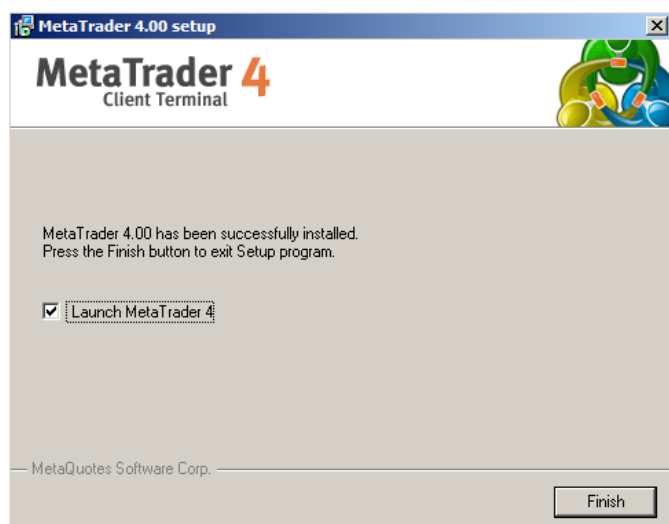 MetaTrader 4.00 setup
MetaTrader 4
Client Terminal
MetaTrader 4.00 has been successfully installed.
Press the Finish button to exit Setup program.
Launch MetaTrader 4
MetaQuotes Software Corp.
Finish